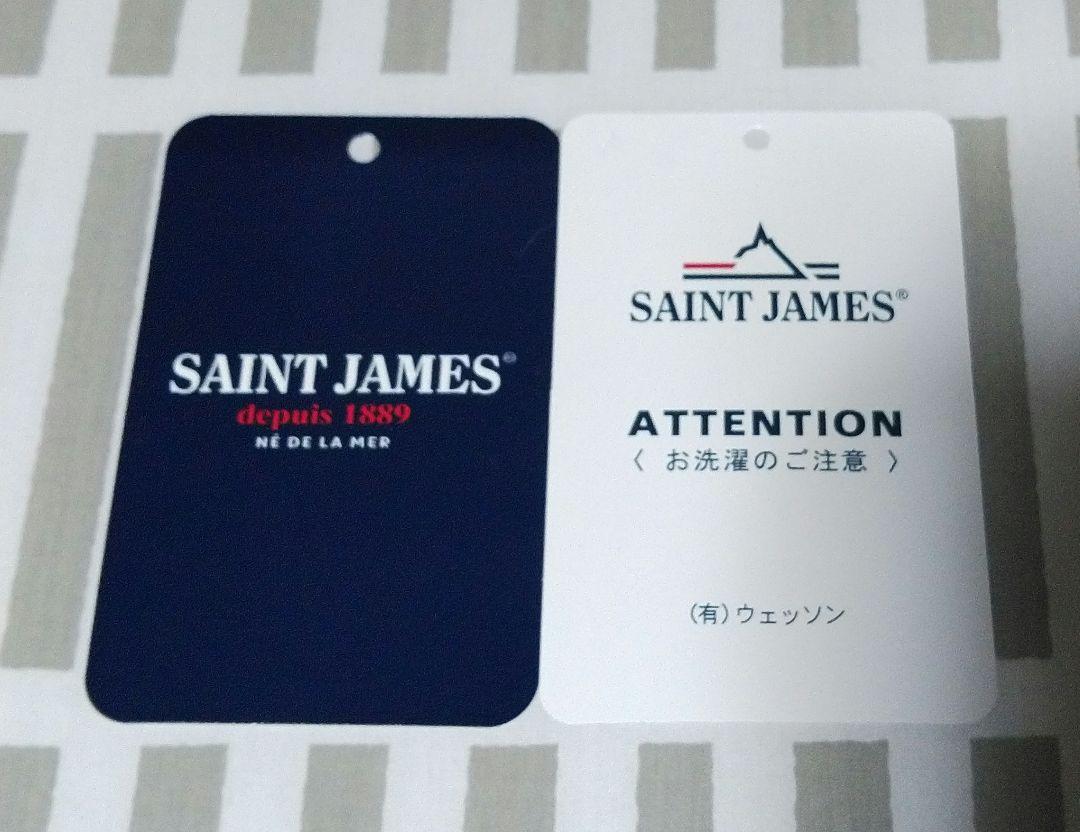 SAINT JAMES®
depuis 1889
NÉ DE LA MER
SAINT JAMES®
ATTENTION
〈 お洗濯のご注意 〉
(有)ウェッソン